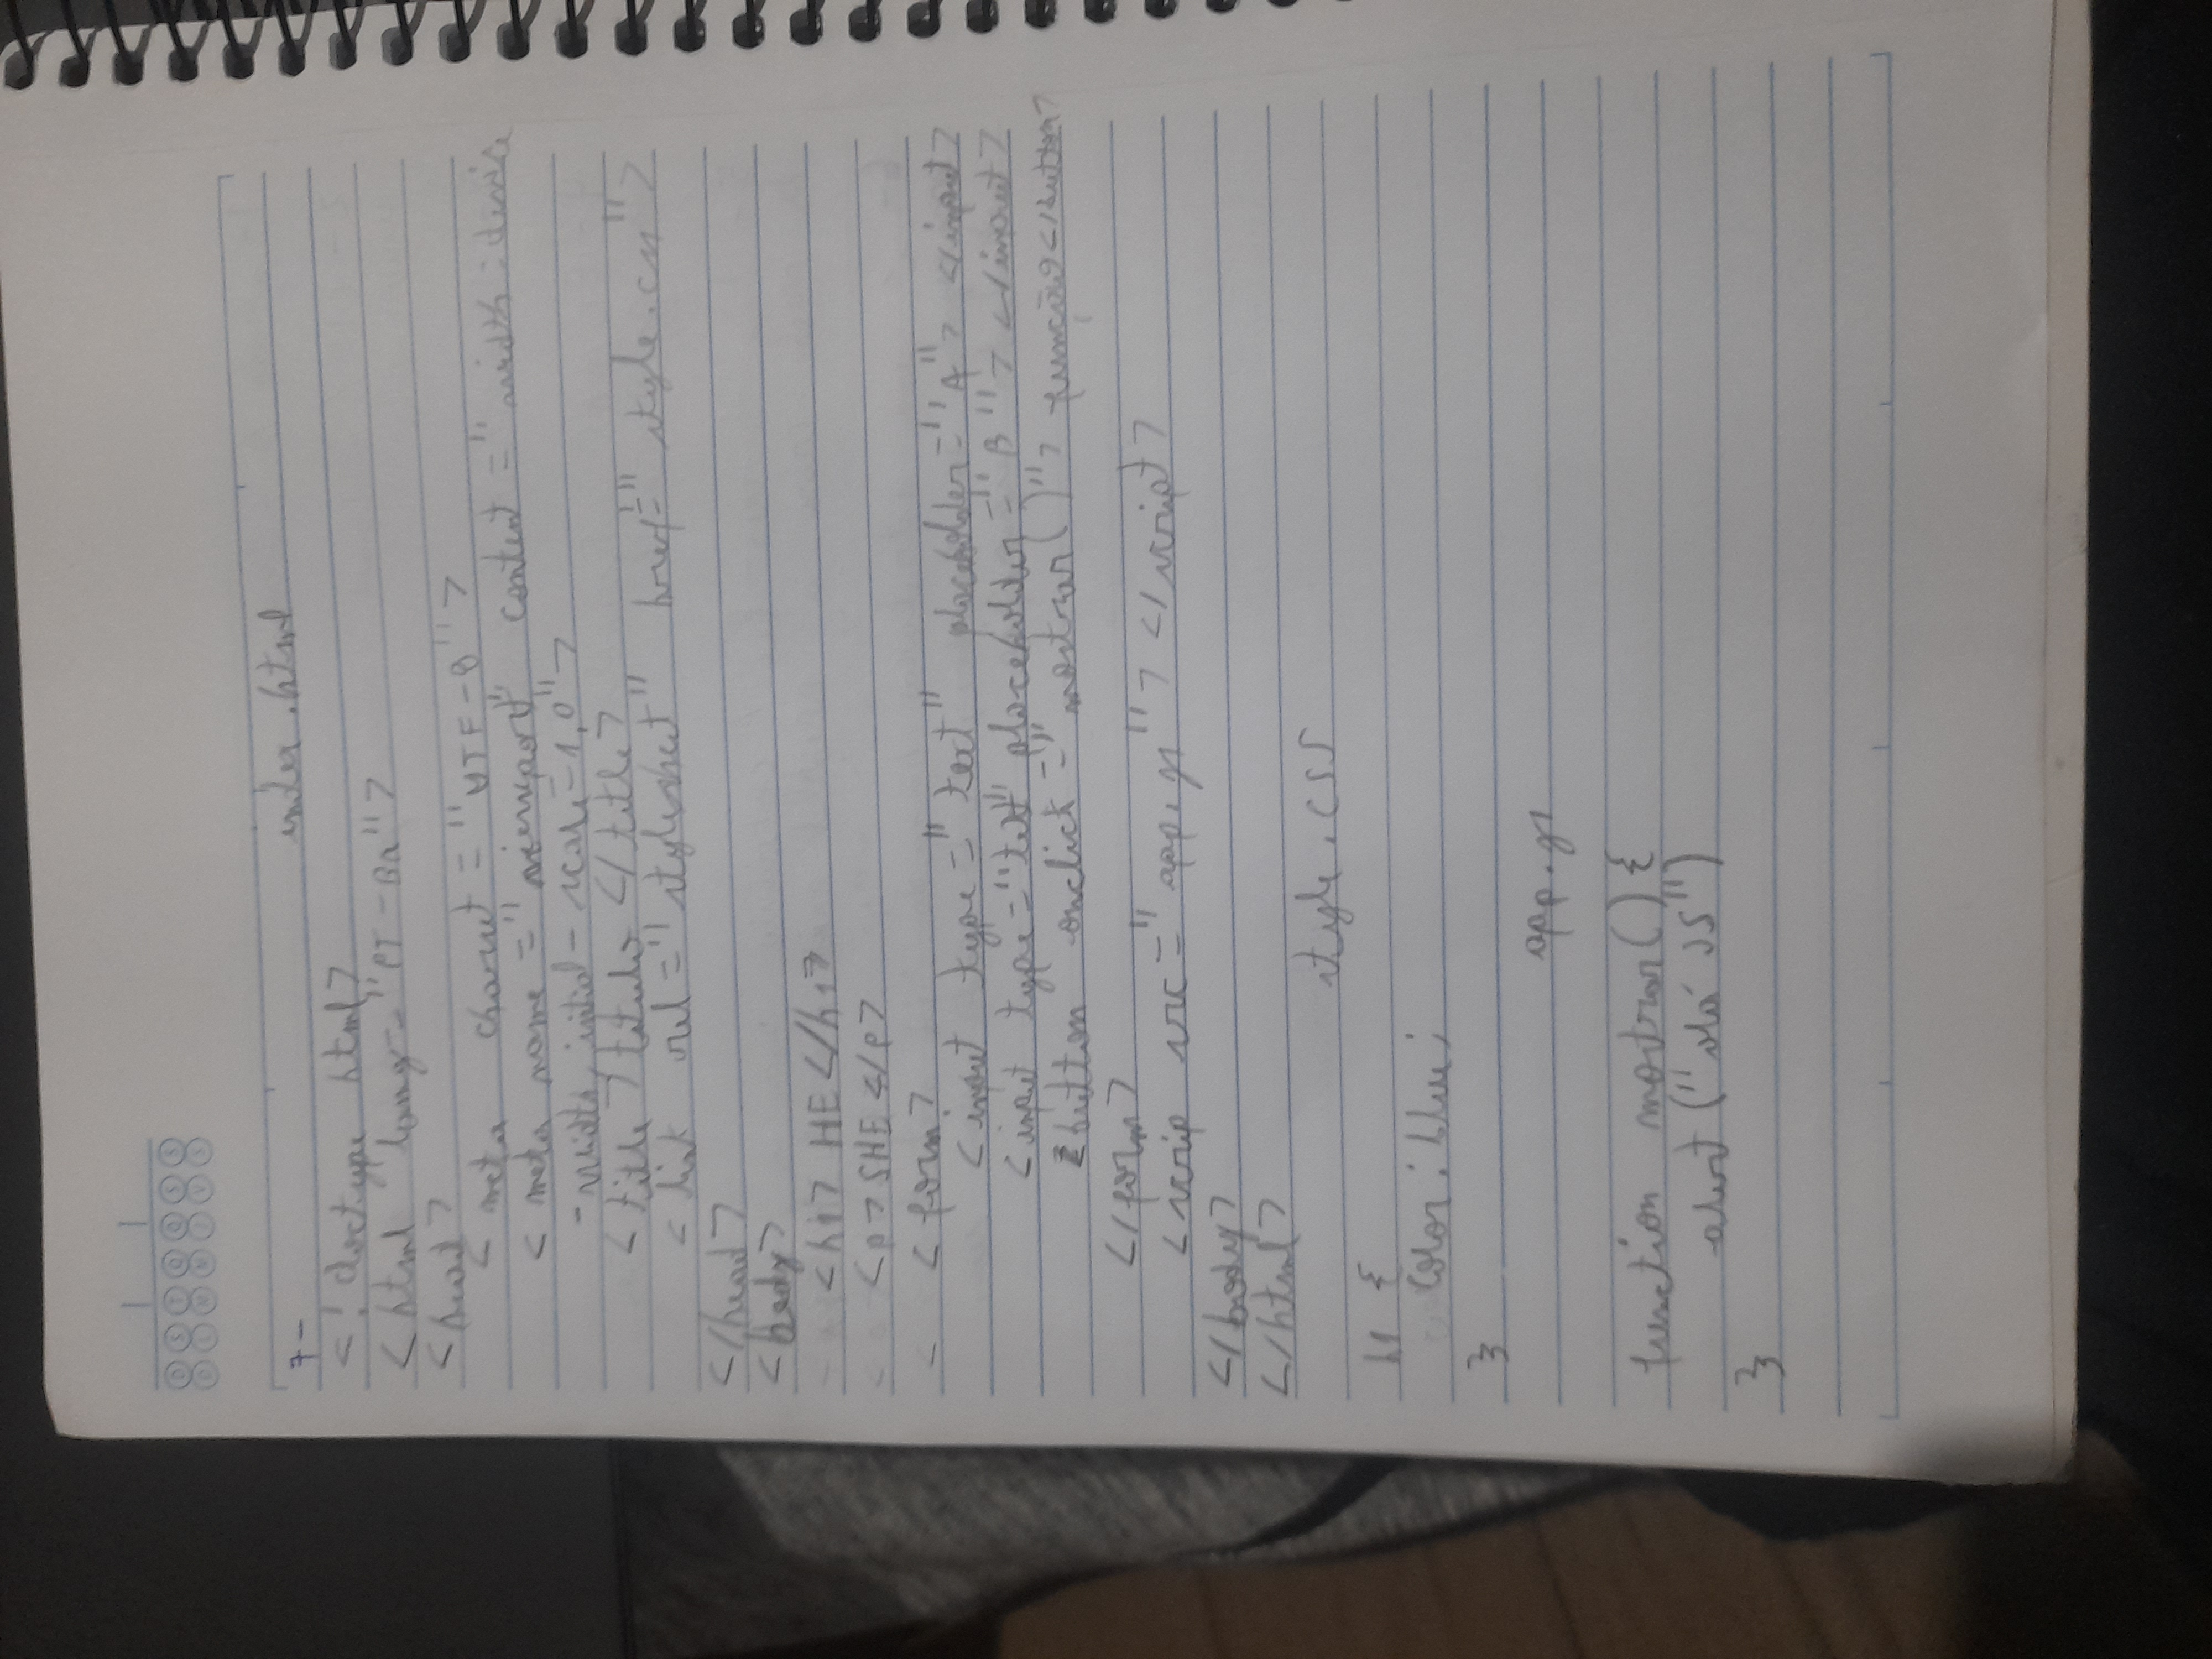 7- index.html
<! doctype html>
<html lang="PT-BR">
<head>
<meta charset="UTF-8">
<meta name="viewport" content="width:device
-width, initial-scale=1,0">
<title>titulo</title>
<link rel="stylesheet" href="style.css">
</head>
<body>
<h1> HE</h1>
<p>SHE</p>
<form>
<input type="text" placeholder="A"> </input>
<input type="text" placeholder="B"> </input>
<button onclick="mostrar()"> função</button>
</form>
<scrip src="app.js"> </script>
</body>
</html>
style.css
h1 {
color: blue;
}
app.js
function mostrar() {
alert("olá JS")
}